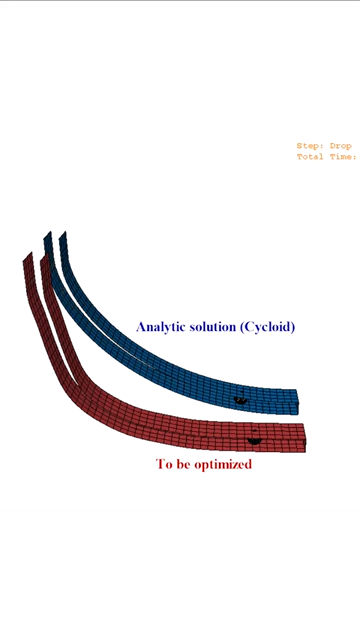 Step: Drop
Total Time:
Analytic solution (Cycloid)
To be optimized